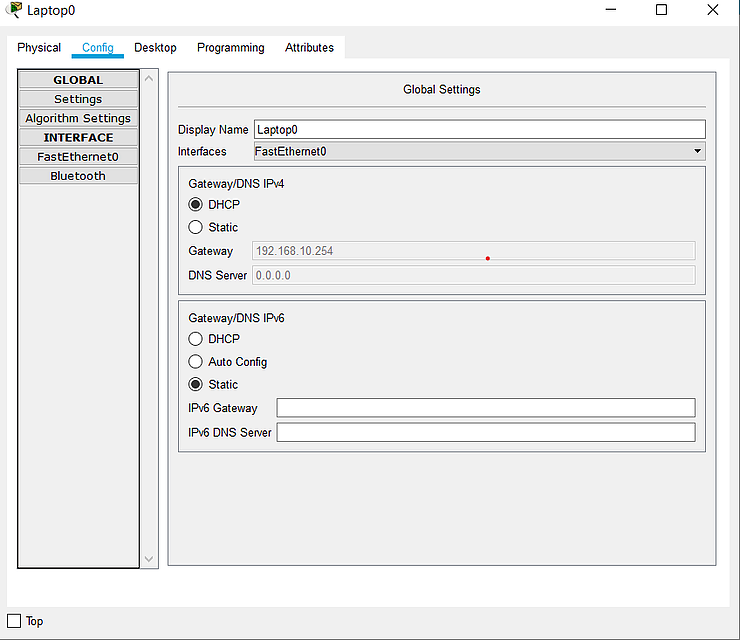 Laptop0
Physical Config Desktop Programming Attributes
GLOBAL
Settings
Algorithm Settings
INTERFACE
FastEthernet0
Bluetooth
Global Settings
Display Name Laptop0
Interfaces FastEthernet0
Gateway/DNS IPv4
DHCP
Static
Gateway 192.168.10.254
DNS Server 0.0.0.0
Gateway/DNS IPv6
DHCP
Auto Config
Static
IPv6 Gateway
IPv6 DNS Server
Top